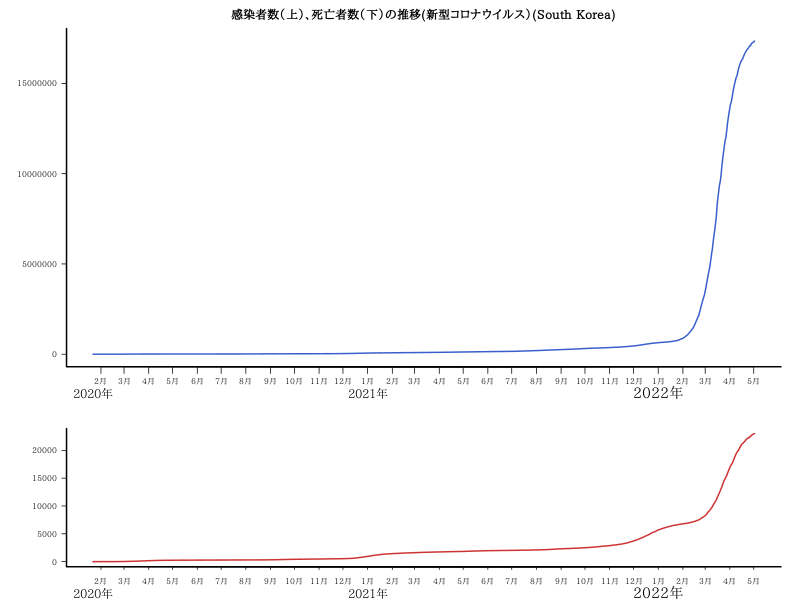 感染者数（上）、死亡者数（下）の推移(新型コロナウイルス）(South Korea)
15000000
10000000
5000000
0
2月 3月 4月 5月 6月 7月 8月 9月 10月 11月 12月 1月 2月 3月 4月 5月 6月 7月 8月 9月 10月 11月 12月 1月 2月 3月 4月 5月
2020年 2021年 2022年
20000
15000
10000
5000
0
2月 3月 4月 5月 6月 7月 8月 9月 10月 11月 12月 1月 2月 3月 4月 5月 6月 7月 8月 9月 10月 11月 12月 1月 2月 3月 4月 5月
2020年 2021年 2022年